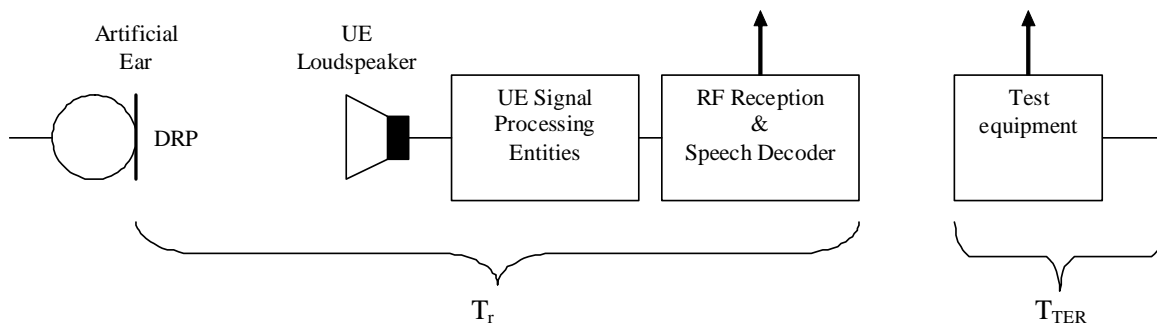 Artificial
Ear
DRP
UE
Loudspeaker
UE Signal
Processing
Entities
RF Reception
&
Speech Decoder
Test
equipment
Tr
TTER